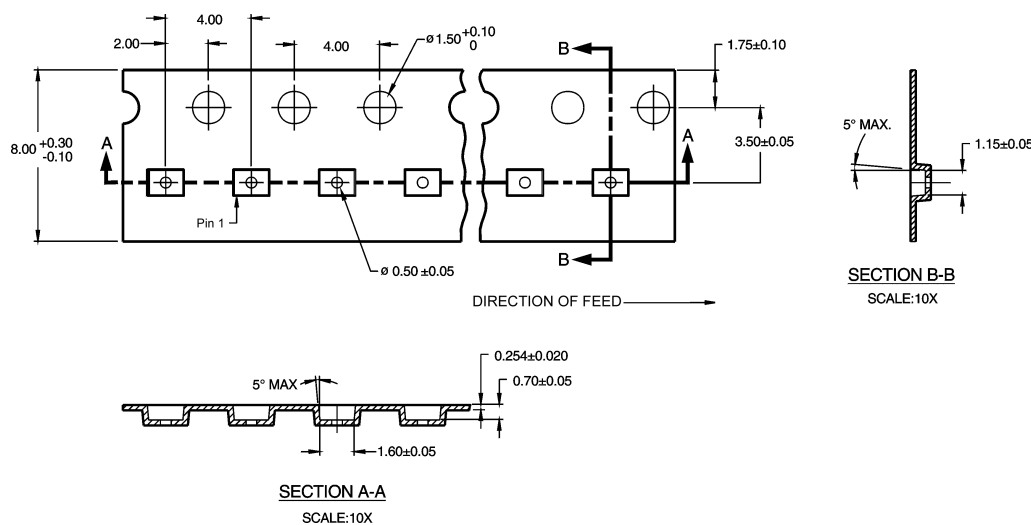 4.00
2.00
4.00
ø1.50 +0.10
0
B
1.75±0.10
A
8.00 +0.30
-0.10
3.50±0.05
A
5° MAX.
1.15±0.05
Pin 1
B
ø 0.50 ±0.05
SECTION B-B
SCALE:10X
DIRECTION OF FEED
0.254±0.020
5° MAX
0.70±0.05
1.60±0.05
SECTION A-A
SCALE:10X